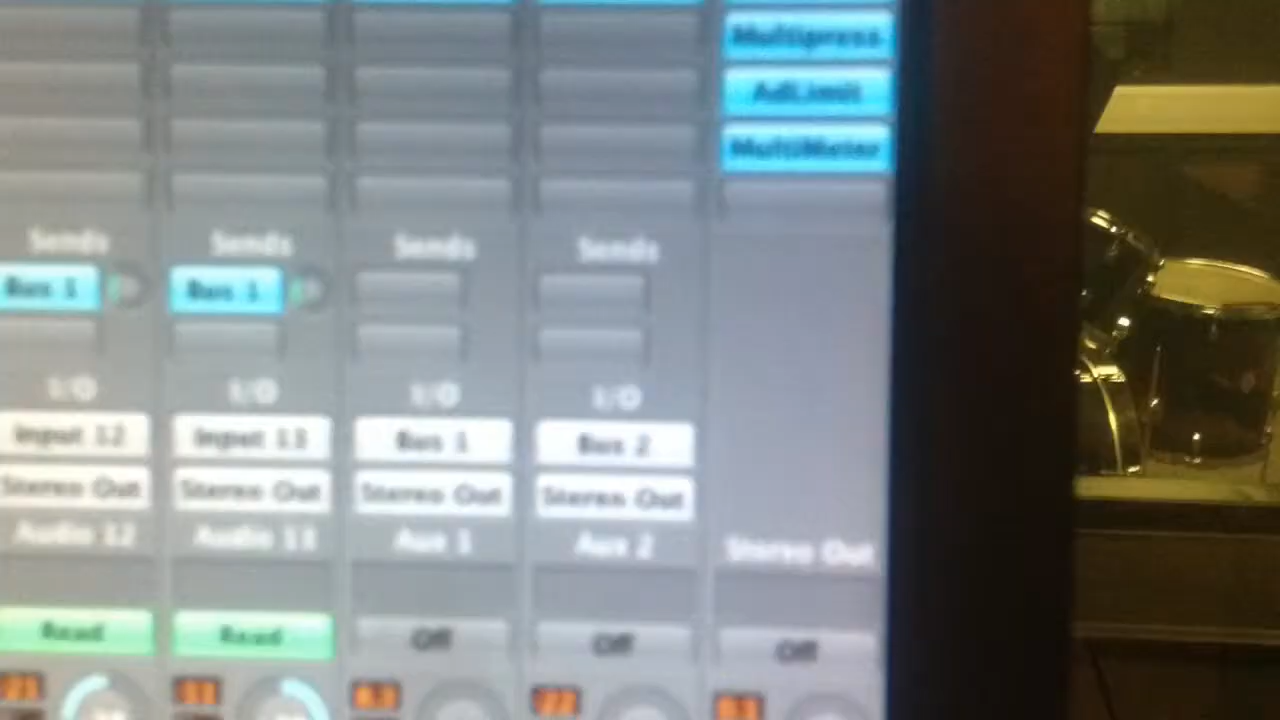 Multipress
AdLimit
MultiMeter
Sends Sends Sends Sends
Bus 1 Bus 1
I/O I/O I/O I/O
Input 12 Input 13 Bus 1 Bus 2
Stereo Out Stereo Out Stereo Out Stereo Out
Audio 12 Audio 13 Aux 1 Aux 2 Stereo Out
Read Read Off Off Off